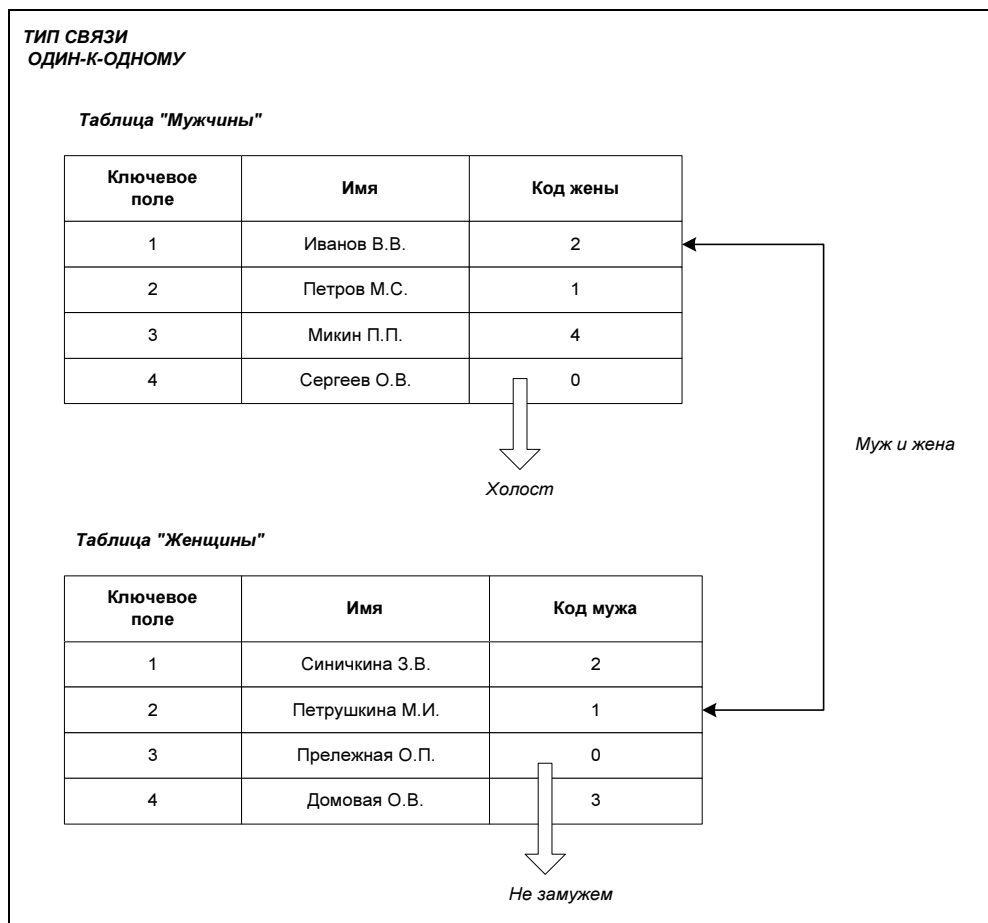 ТИП СВЯЗИ
ОДИН-К-ОДНОМУ
Таблица "Мужчины"
Ключевое
поле
Имя
Код жены
1 Иванов В.В. 2
2 Петров М.С. 1
3 Микин П.П. 4
4 Сергеев О.В. 0
Муж и жена
Холост
Таблица "Женщины"
Ключевое
поле
Имя
Код мужа
1 Синичкина З.В. 2
2 Петрушкина М.И. 1
3 Прележная О.П. 0
4 Домовая О.В. 3
Не замужем